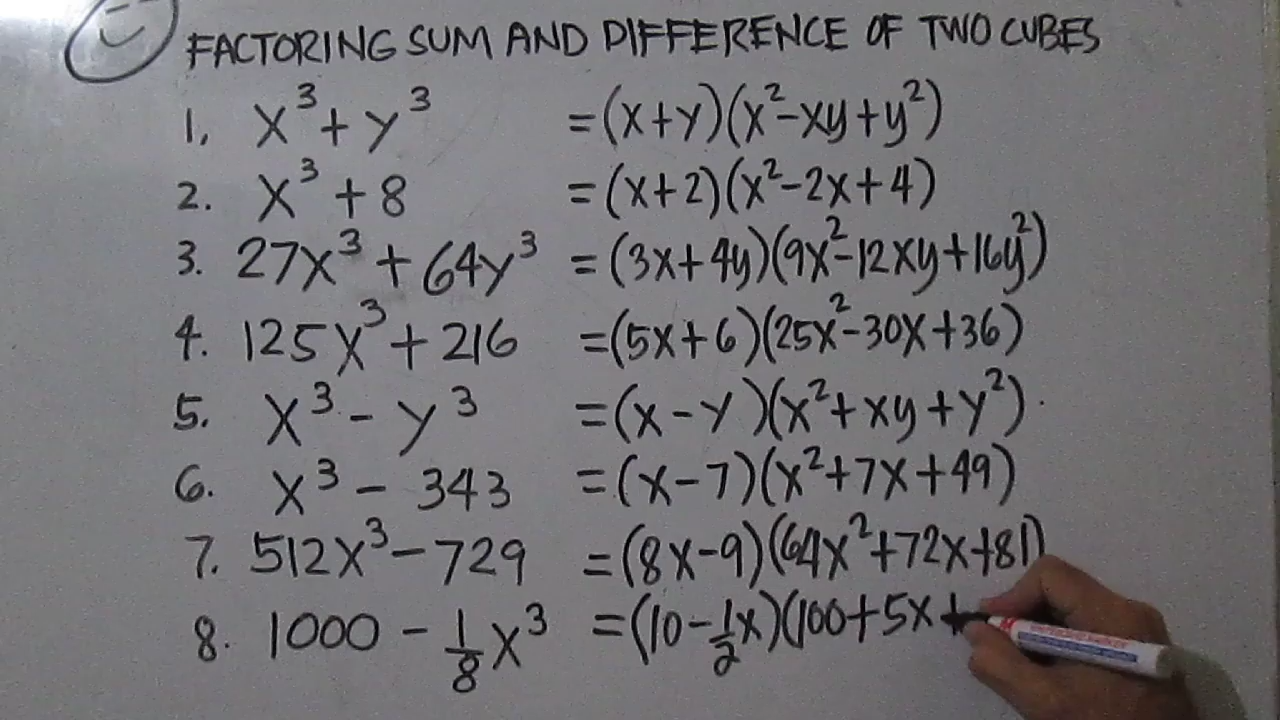 FACTORING SUM AND DIFFERENCE OF TWO CUBES
1. x³ + y³ = (x+y)(x²-xy+y²)
2. x³ + 8 = (x+2)(x²-2x+4)
3. 27x³ + 64y³ = (3x+4y)(9x²-12xy+16y²)
4. 125x³ + 216 = (5x+6)(25x²-30x+36)
5. x³ - y³ = (x-y)(x²+xy+y²)
6. x³ - 343 = (x-7)(x²+7x+49)
7. 512x³ - 729 = (8x-9)(64x²+72x+81)
8. 1000 - 1/8 x³ = (10-1/2x)(100+5x+